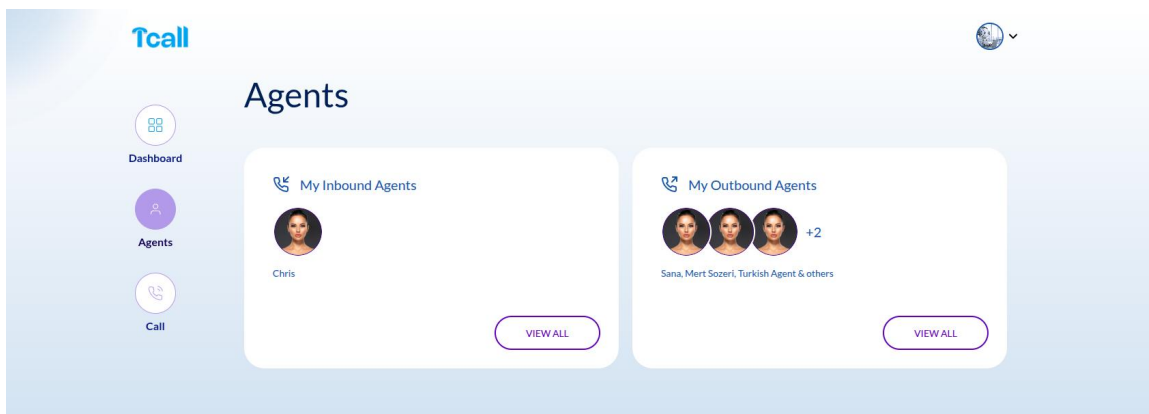 Tcall
Agents
Dashboard
Agents
Call
My Inbound Agents
Chris
VIEW ALL
My Outbound Agents
+2
Sana, Mert Sozeri, Turkish Agent & others
VIEW ALL